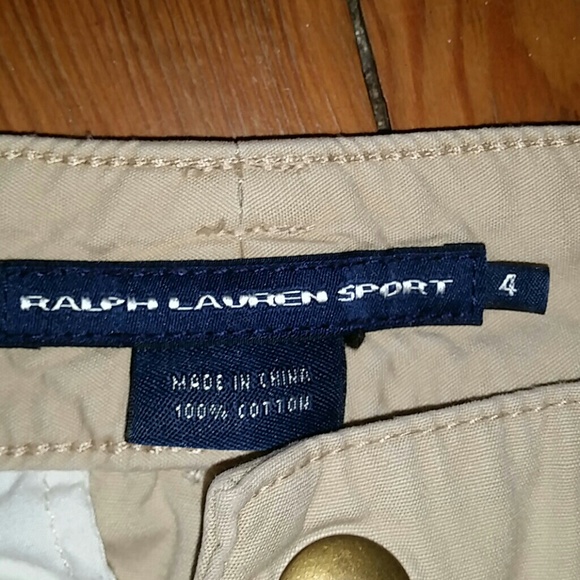 RALPH LAUREN SPORT 4
MADE IN CHINA
100% COTTON